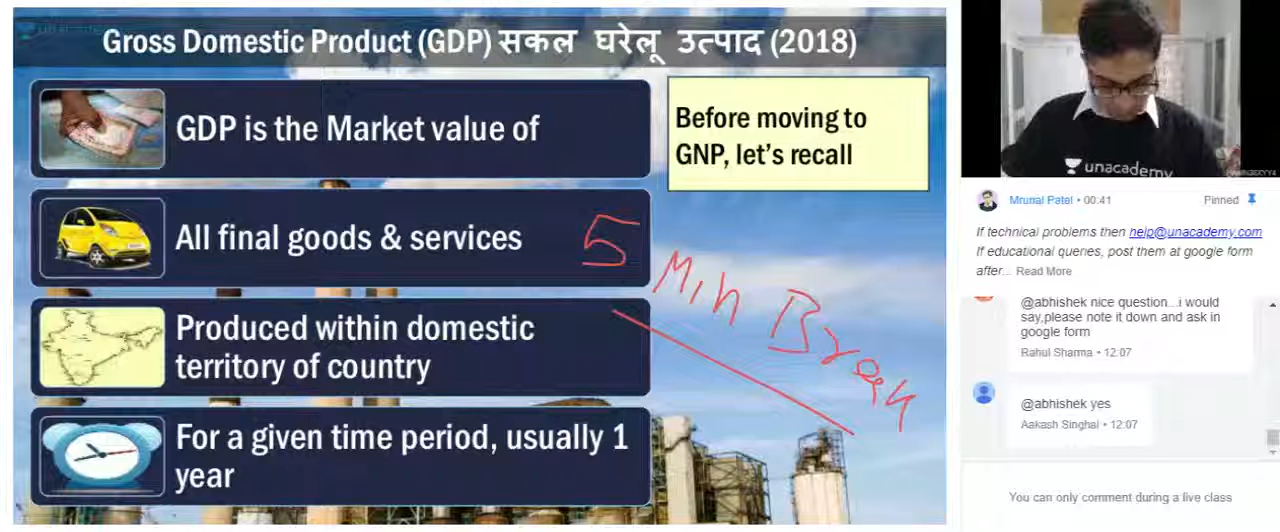 unacademy
Gross Domestic Product (GDP) सकल घरेलू उत्पाद (2018)
GDP is the Market value of
All final goods & services
Produced within domestic
territory of country
For a given time period, usually 1
year
Before moving to
GNP, let's recall
5 Min Break
unacademy
Mrunal Patel • 00:41 Pinned
If technical problems then help@unacademy.com
If educational queries, post them at google form
after... Read More
@abhishek nice question...i would
say,please note it down and ask in
google form
Rahul Sharma • 12:07
@abhishek yes
Aakash Singhal • 12:07
You can only comment during a live class